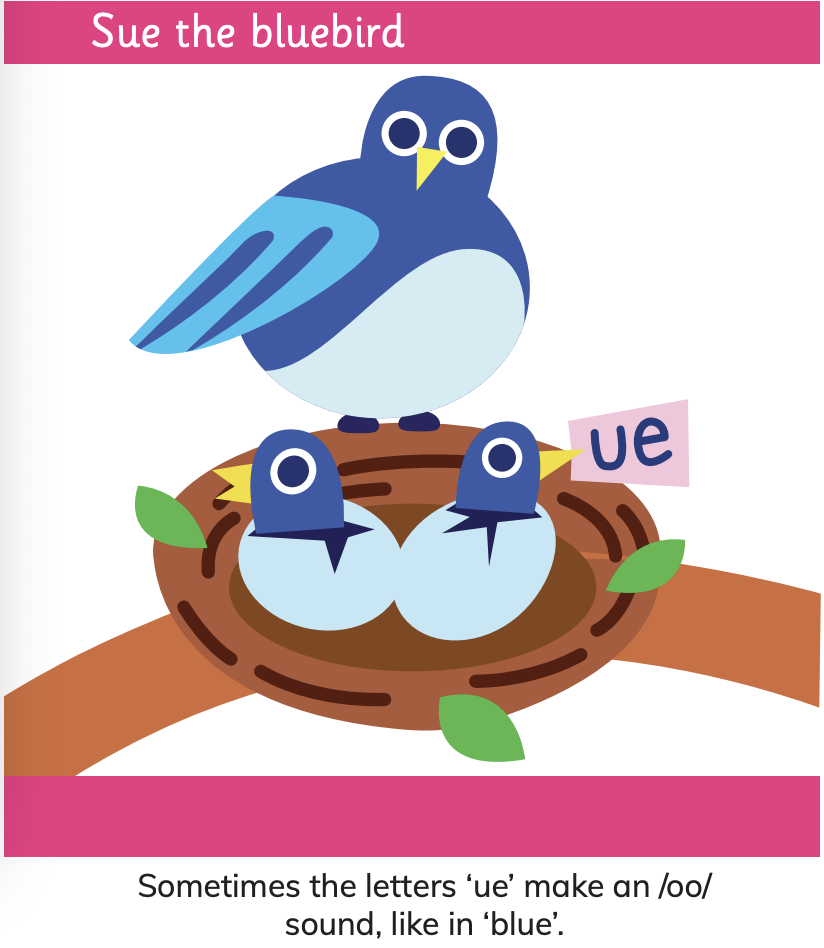 Sue the bluebird
ue
Sometimes the letters ‘ue’ make an /oo/
sound, like in ‘blue’.